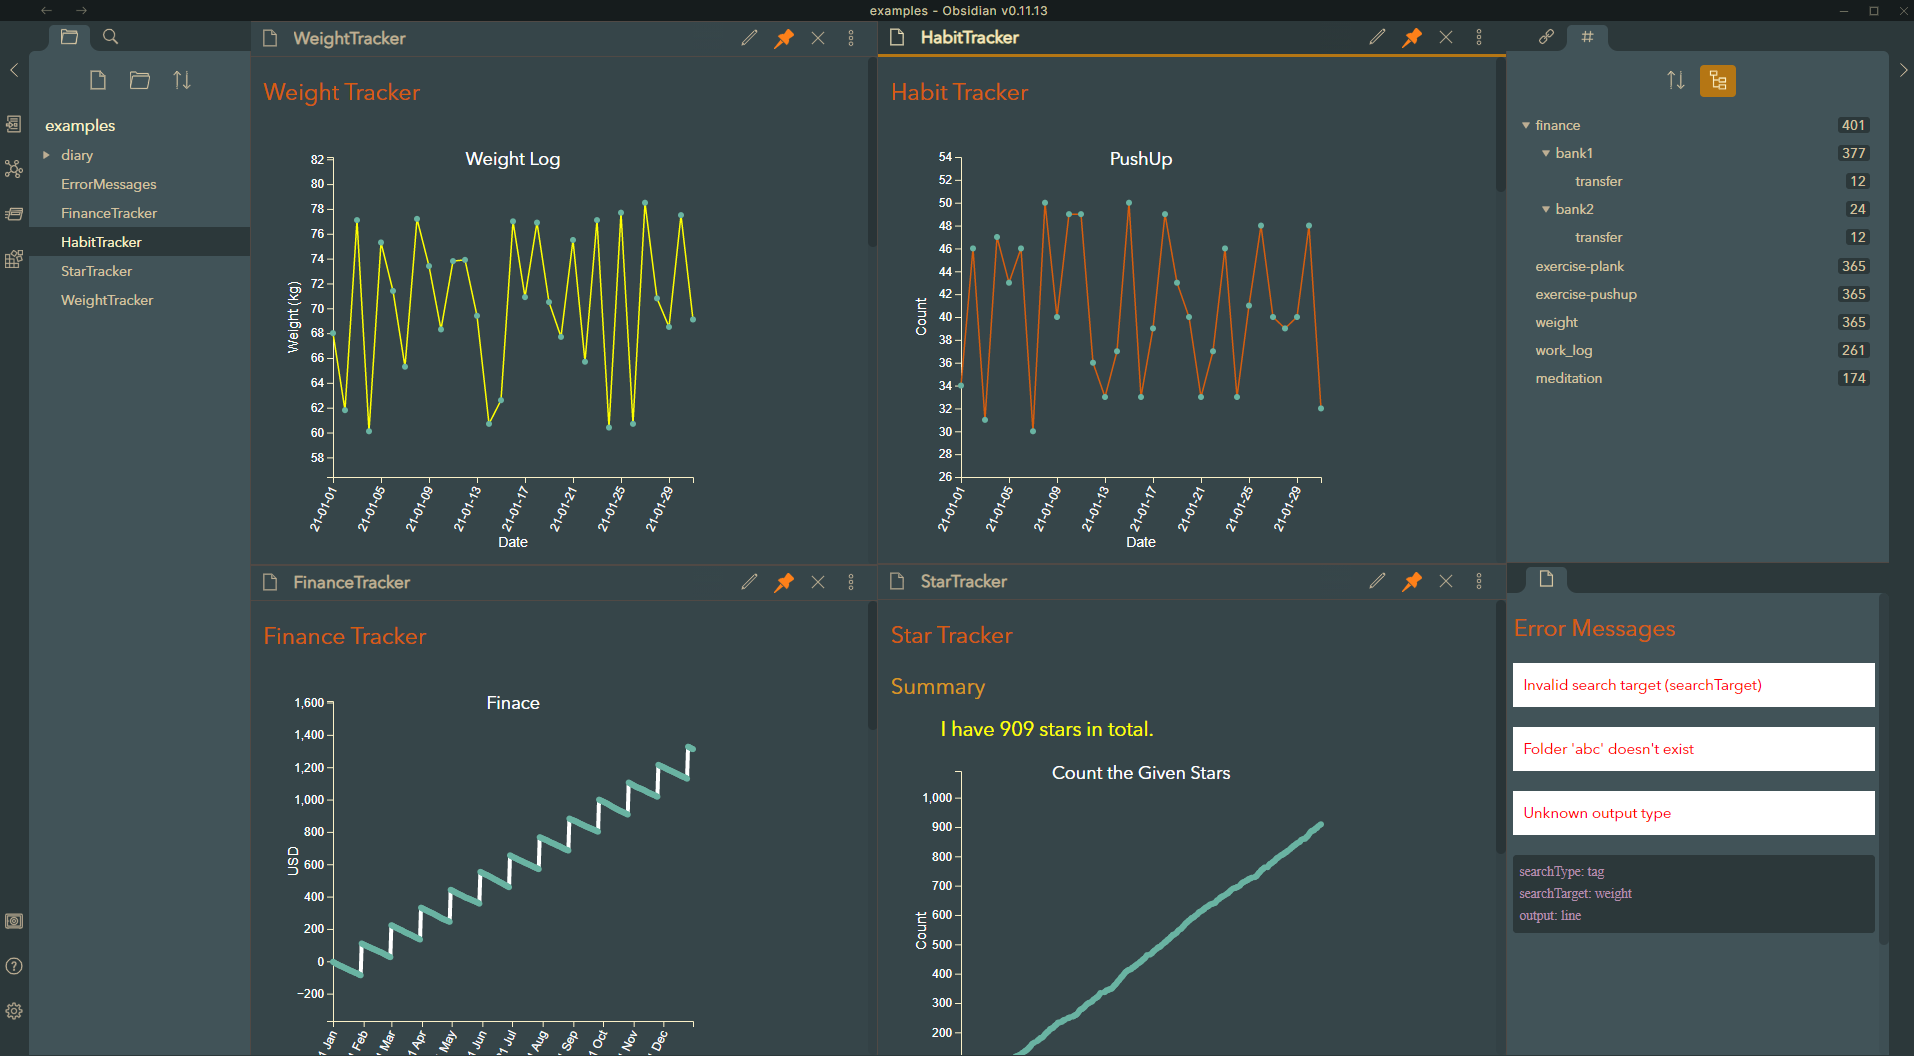 examples - Obsidian v0.11.13
examples
diary
ErrorMessages
FinanceTracker
HabitTracker
StarTracker
WeightTracker
WeightTracker
Weight Tracker
Weight Log
82
80
78
76
74
72
70
68
66
64
62
60
58
Weight (kg)
21-01-01
21-01-05
21-01-09
21-01-13
21-01-17
21-01-21
21-01-25
21-01-29
Date
HabitTracker
Habit Tracker
PushUp
54
52
50
48
46
44
42
40
38
36
34
32
30
28
26
Count
21-01-01
21-01-05
21-01-09
21-01-13
21-01-17
21-01-21
21-01-25
21-01-29
Date
FinanceTracker
Finance Tracker
Finace
1,600
1,400
1,200
1,000
800
600
400
200
0
−200
USD
Jan
Feb
Mar
Apr
May
Jun
Jul
Aug
Sep
Oct
Nov
Dec
StarTracker
Star Tracker
Summary
I have 909 stars in total.
Count the Given Stars
1,000
900
800
700
600
500
400
300
200
Count
#
finance 401
bank1 377
transfer 12
bank2 24
transfer 12
exercise-plank 365
exercise-pushup 365
weight 365
work_log 261
meditation 174
Error Messages
Invalid search target (searchTarget)
Folder 'abc' doesn't exist
Unknown output type
searchType: tag
searchTarget: weight
output: line